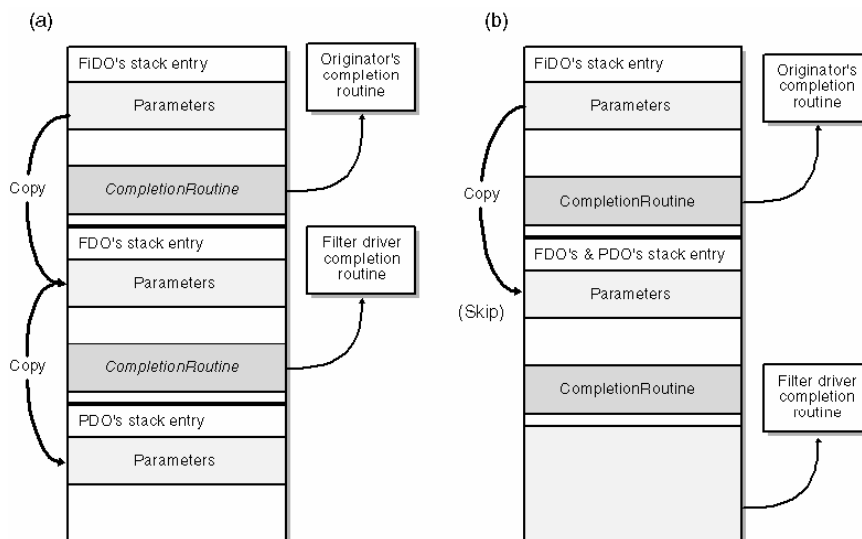 (a)
FiDO's stack entry
Parameters
Copy
CompletionRoutine
Originator's
completion
routine
FDO's stack entry
Parameters
Copy
CompletionRoutine
Filter driver
completion
routine
PDO's stack entry
Parameters
(b)
FiDO's stack entry
Parameters
Copy
CompletionRoutine
Originator's
completion
routine
FDO's & PDO's stack entry
Parameters
(Skip)
CompletionRoutine
Filter driver
completion
routine